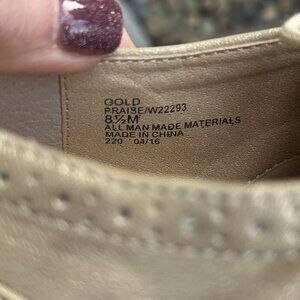 GOLD
PRAISE/W22293
8½M
ALL MAN MADE MATERIALS
MADE IN CHINA
220 04/16